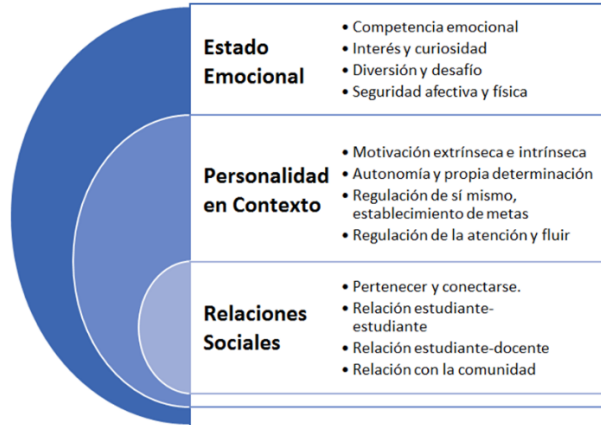 Estado
Emocional
• Competencia emocional
• Interés y curiosidad
• Diversión y desafío
• Seguridad afectiva y física
Personalidad
en Contexto
• Motivación extrínseca e intrínseca
• Autonomía y propia determinación
• Regulación de sí mismo,
establecimiento de metas
• Regulación de la atención y fluir
Relaciones
Sociales
• Pertenecer y conectarse.
• Relación estudiante-
estudiante
• Relación estudiante-docente
• Relación con la comunidad